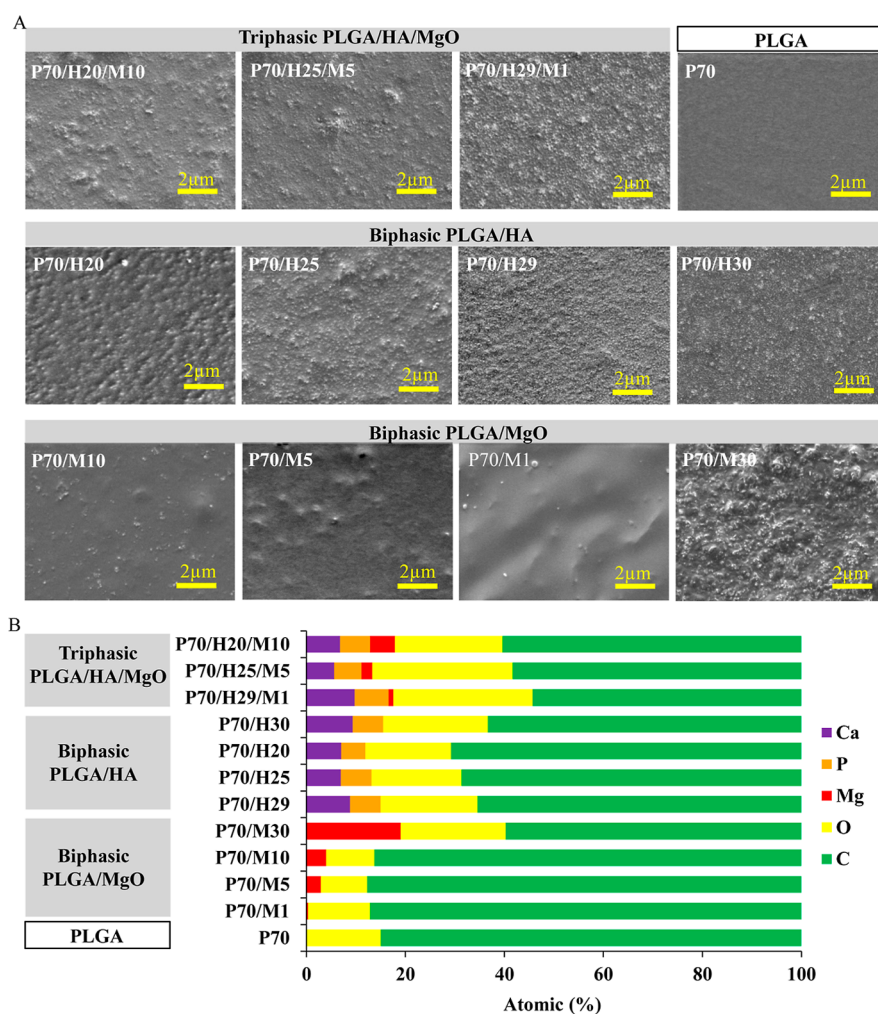 A
Triphasic PLGA/HA/MgO
PLGA
P70/H20/M10
P70/H25/M5
P70/H29/M1
P70
2µm
2µm
2µm
2µm
Biphasic PLGA/HA
P70/H20
P70/H25
P70/H29
P70/H30
2µm
2µm
2µm
2µm
Biphasic PLGA/MgO
P70/M10
P70/M5
P70/M1
P70/M30
2µm
2µm
2µm
2µm
B
Triphasic
PLGA/HA/MgO
Biphasic
PLGA/HA
Biphasic
PLGA/MgO
PLGA
P70/H20/M10
P70/H25/M5
P70/H29/M1
P70/H30
P70/H20
P70/H25
P70/H29
P70/M30
P70/M10
P70/M5
P70/M1
P70
Ca
P
Mg
O
C
0 20 40 60 80 100
Atomic (%)